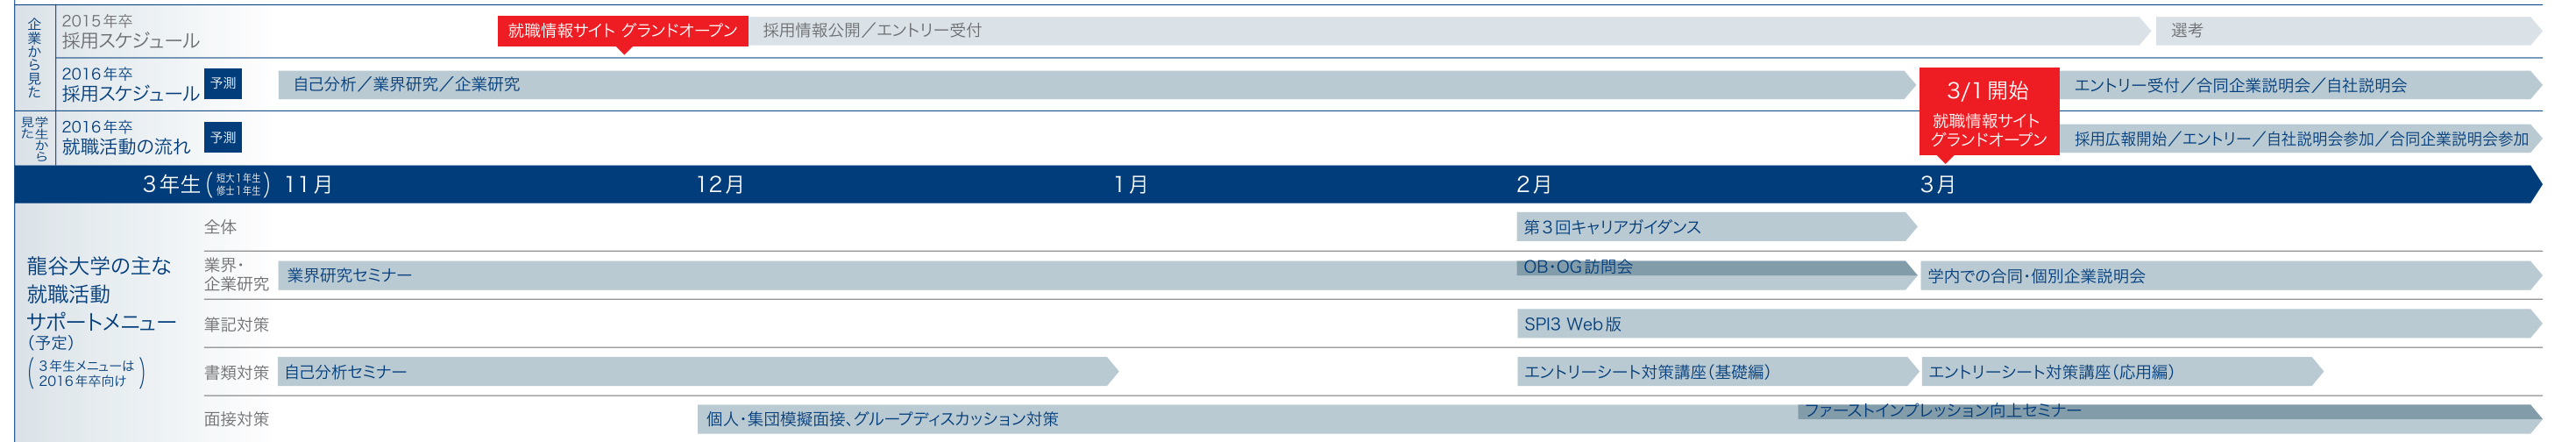 企業から見た
2015年卒
採用スケジュール
就職情報サイト グランドオープン
採用情報公開／エントリー受付
選考
2016年卒
採用スケジュール
予測
自己分析／業界研究／企業研究
3/1 開始
就職情報サイト
グランドオープン
エントリー受付／合同企業説明会／自社説明会
学生から
見た
2016年卒
就職活動の流れ
予測
採用広報開始／エントリー／自社説明会参加／合同企業説明会参加
3年生(短大1年生
修士1年生)
11月
12月
1月
2月
3月
龍谷大学の主な
就職活動
サポートメニュー
（予定）
(3年生メニューは
2016年卒向け)
全体
第3回キャリアガイダンス
業界・
企業研究
業界研究セミナー
OB・OG訪問会
学内での合同・個別企業説明会
筆記対策
SPI3 Web版
書類対策
自己分析セミナー
エントリーシート対策講座（基礎編）
エントリーシート対策講座（応用編）
面接対策
個人・集団模擬面接、グループディスカッション対策
ファーストインプレッション向上セミナー